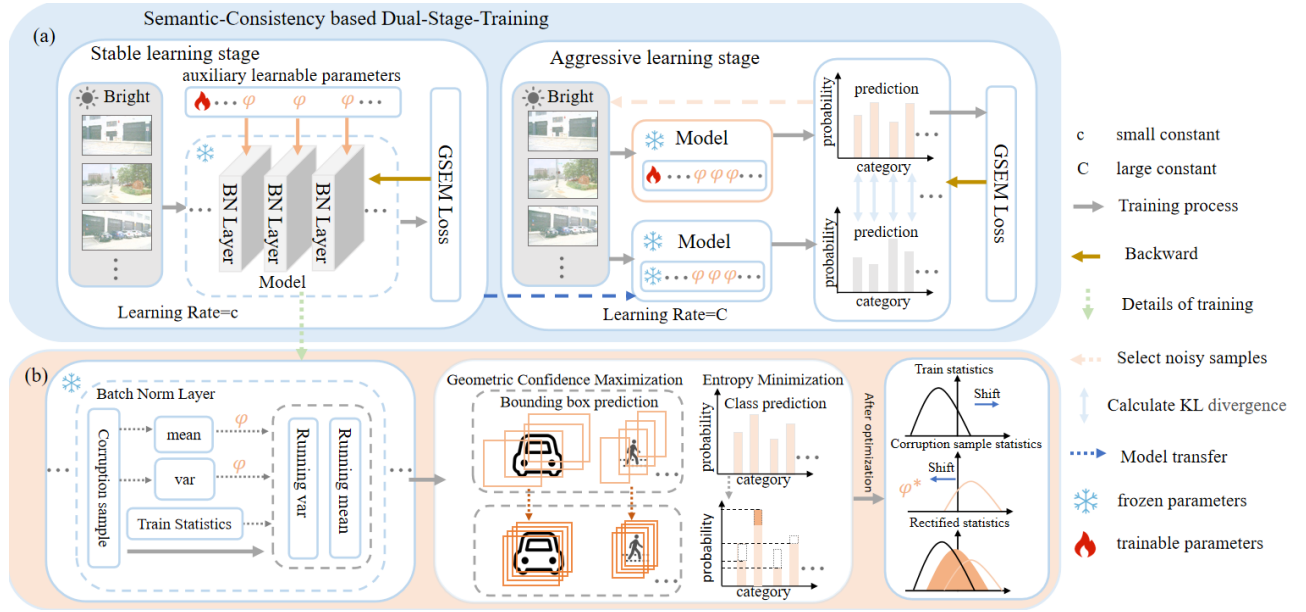 Semantic-Consistency based Dual-Stage-Training
(a)
Stable learning stage
auxiliary learnable parameters
Bright
... φ φ φ ...
BN Layer
BN Layer
BN Layer
...
...
Model
GSEM Loss
Learning Rate=c
Aggressive learning stage
Bright
Model
... φ φ φ ...
Model
... φ φ φ ...
probability
prediction
...
category
...
probability
prediction
...
category
GSEM Loss
Learning Rate=C
c small constant
C large constant
Training process
Backward
Details of training
Select noisy samples
Calculate KL divergence
Model transfer
frozen parameters
trainable parameters
(b)
Batch Norm Layer
...
Corruption sample
mean
φ
var
φ
Train Statistics
Running var
Running mean
...
Geometric Confidence Maximization
Bounding box prediction
...
...
Entropy Minimization
Class prediction
probability
...
category
probability
...
category
After optimization
Train statistics
Shift
Corruption sample statistics
Shift
φ*
Rectified statistics